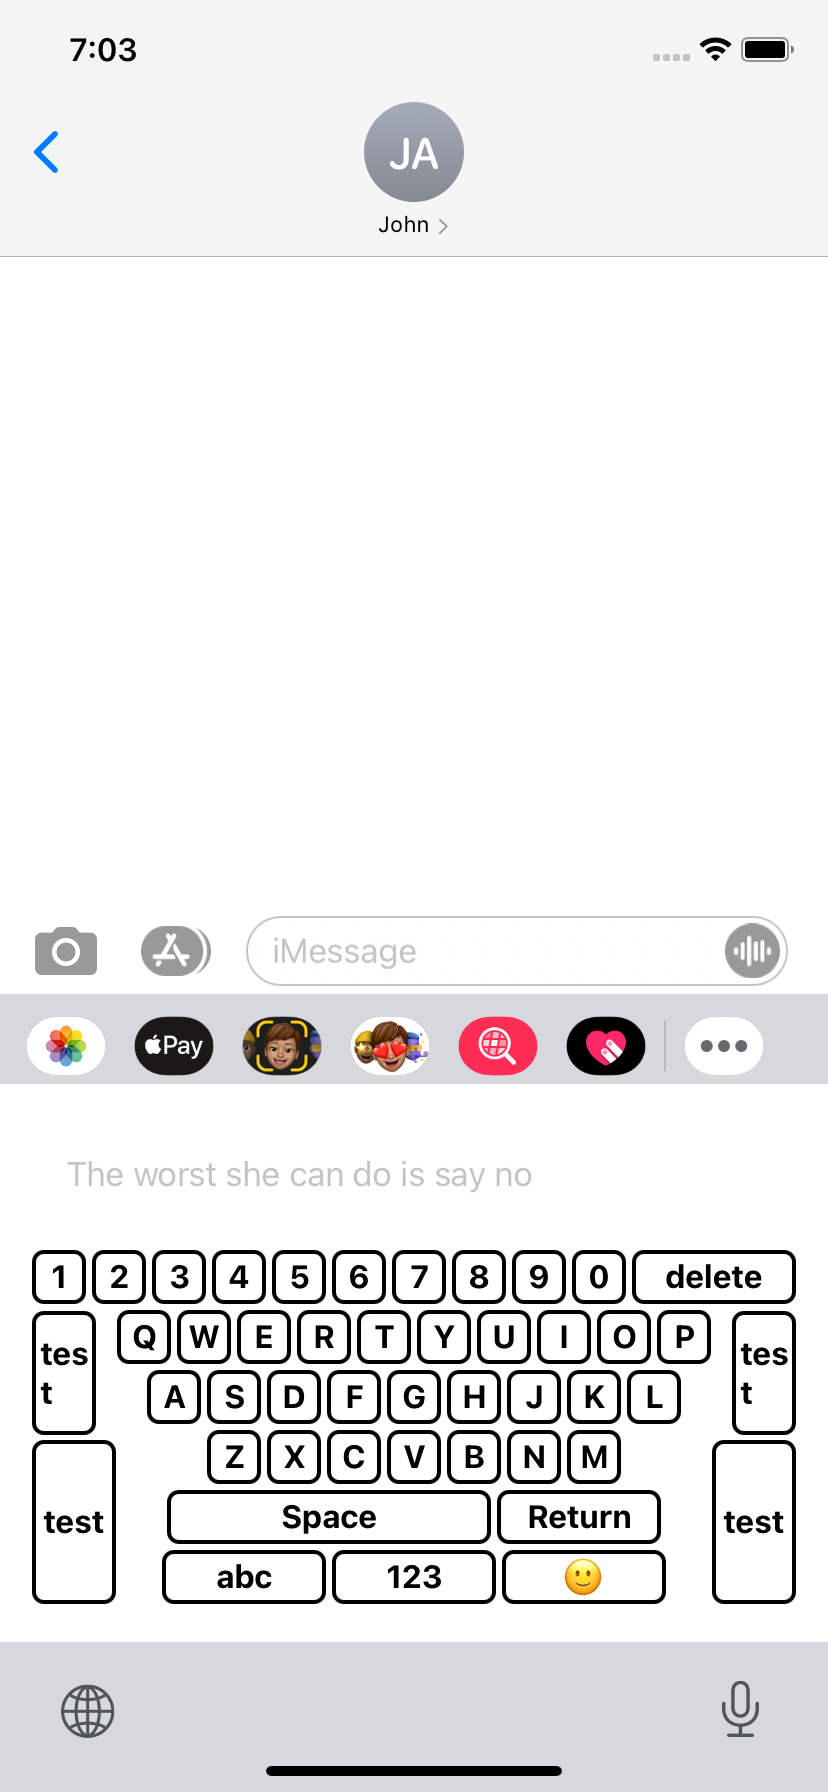 7:03
JA
John
iMessage
Pay
The worst she can do is say no
1 2 3 4 5 6 7 8 9 0 delete
tes
t
Q W E R T Y U I O P
tes
t
A S D F G H J K L
Z X C V B N M
test
Space Return
test
abc 123